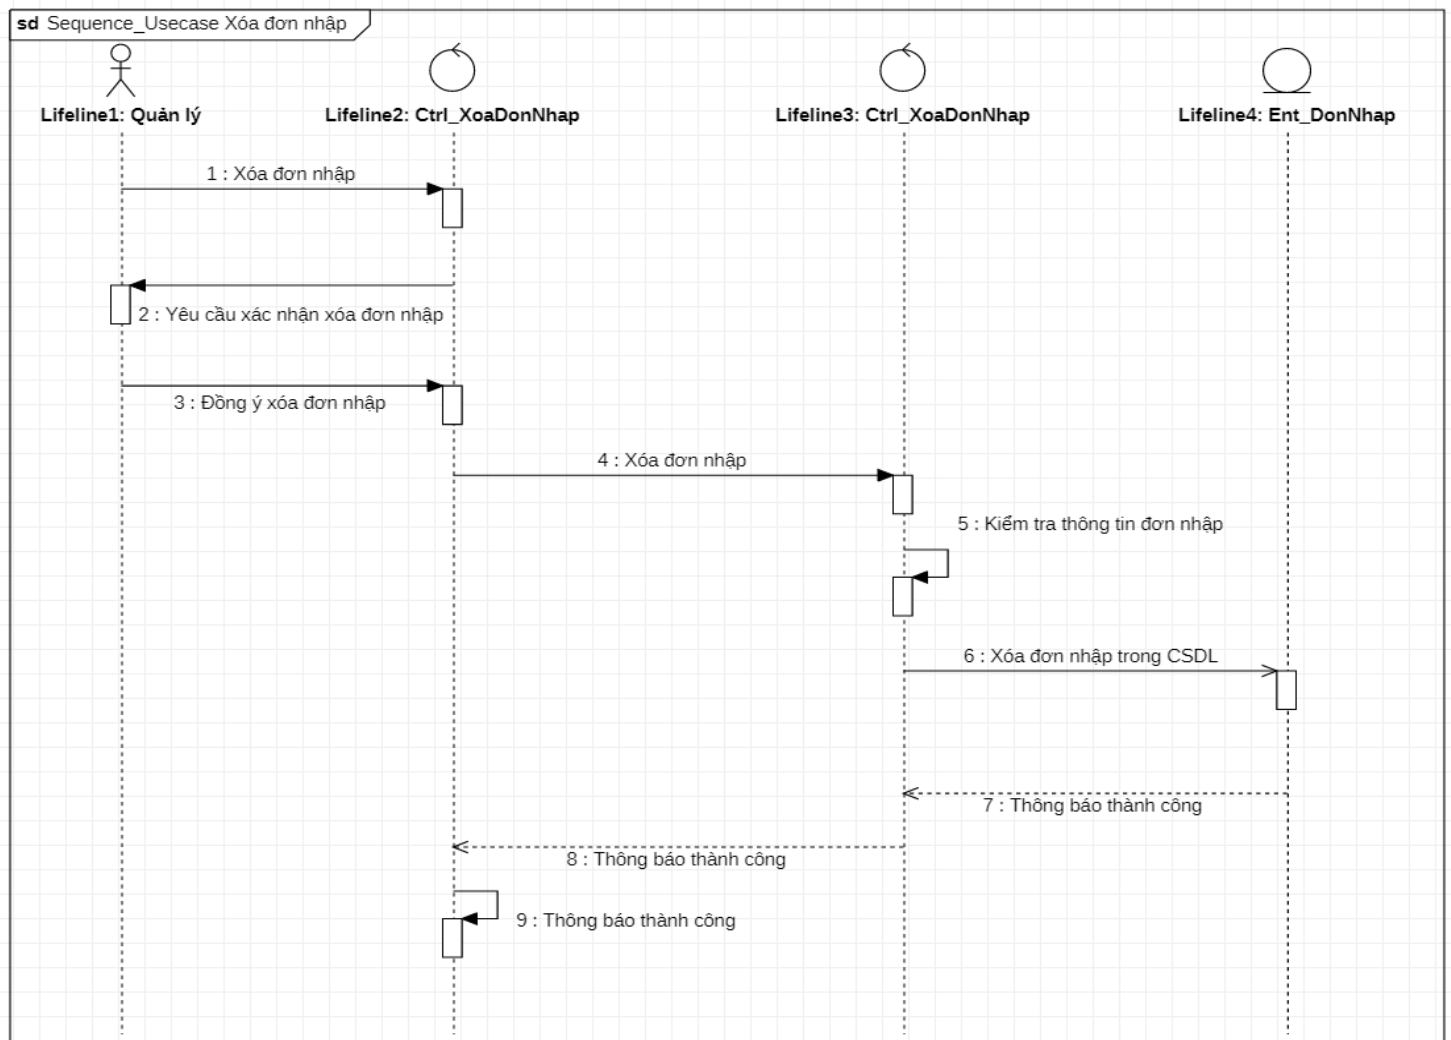 sd Sequence_Usecase Xóa đơn nhập
Lifeline1: Quản lý
Lifeline2: Ctrl_XoaDonNhap
Lifeline3: Ctrl_XoaDonNhap
Lifeline4: Ent_DonNhap
1 : Xóa đơn nhập
2 : Yêu cầu xác nhận xóa đơn nhập
3 : Đồng ý xóa đơn nhập
4 : Xóa đơn nhập
5 : Kiểm tra thông tin đơn nhập
6 : Xóa đơn nhập trong CSDL
7 : Thông báo thành công
8 : Thông báo thành công
9 : Thông báo thành công